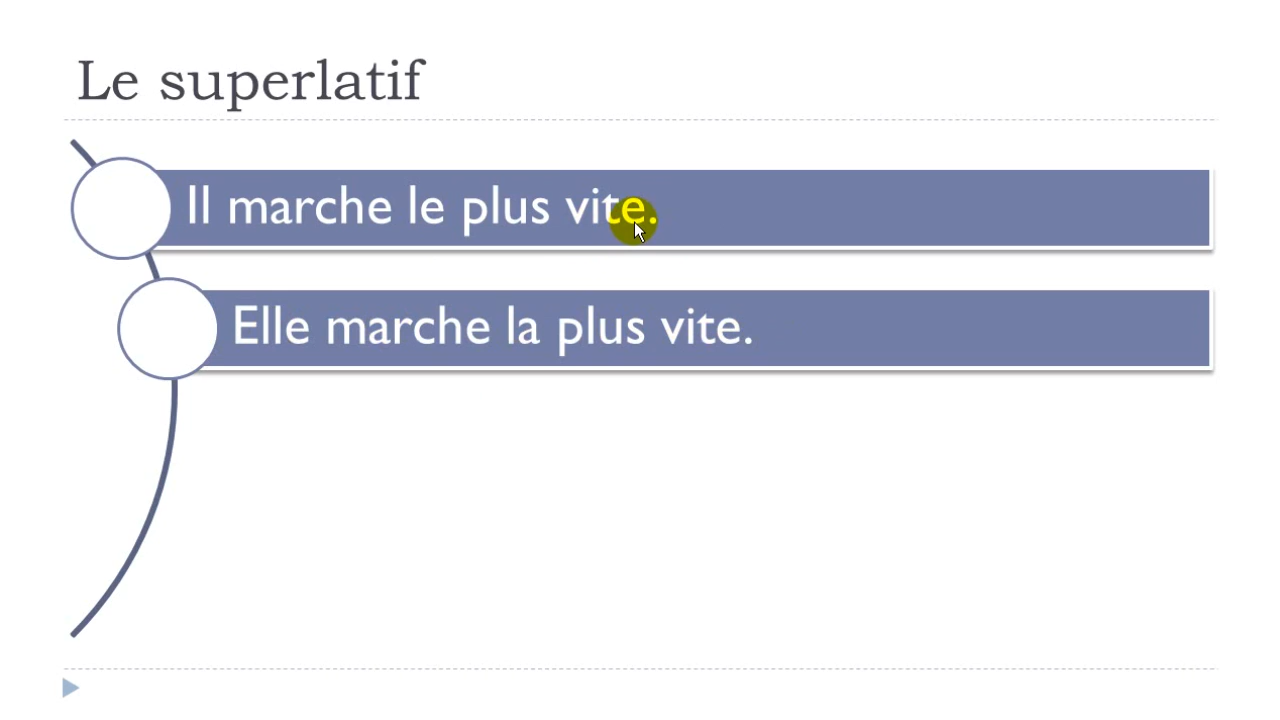 Le superlatif
Il marche le plus vite.
Elle marche la plus vite.